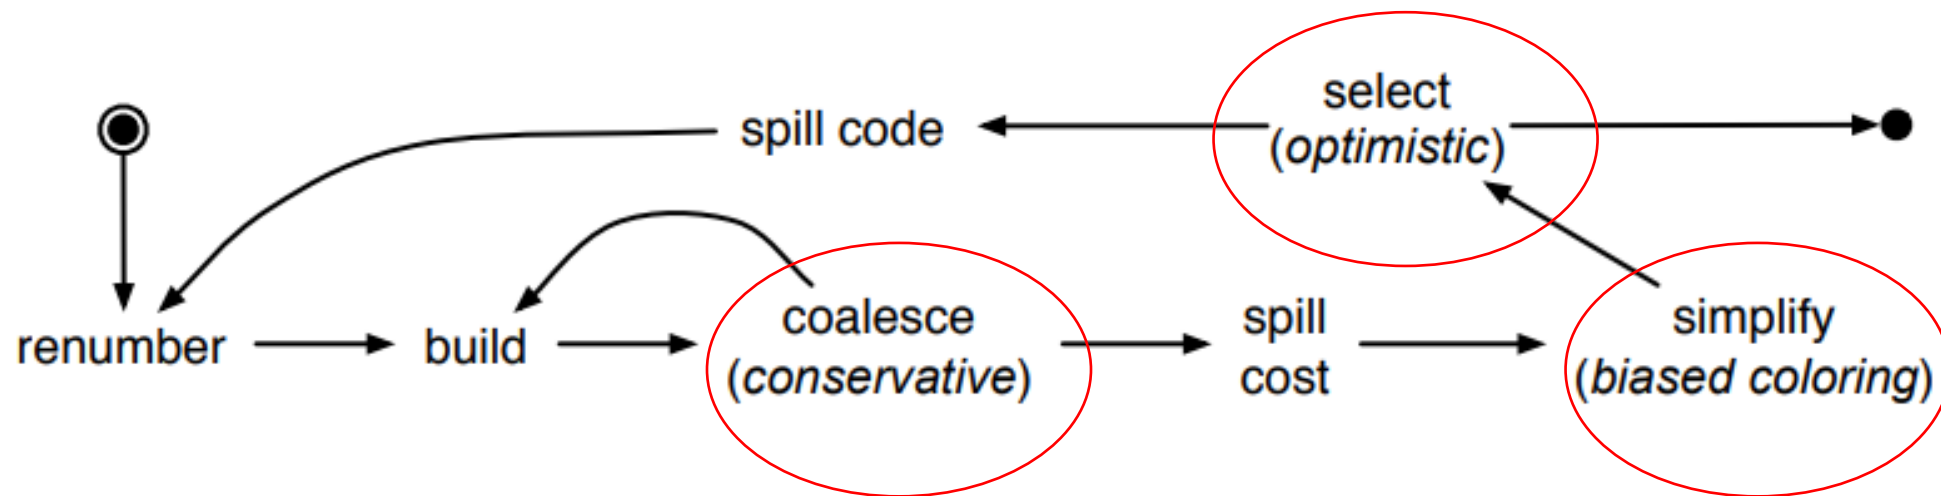 select
(optimistic)
spill code
renumber
build
coalesce
(conservative)
spill
cost
simplify
(biased coloring)